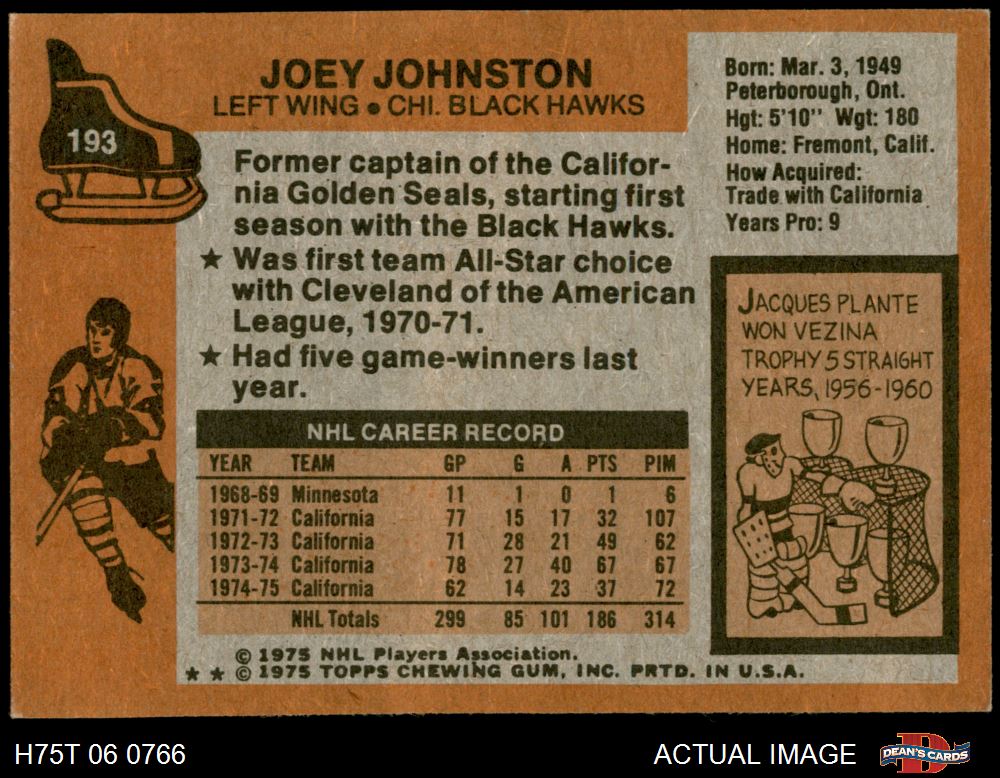 193
JOEY JOHNSTON
LEFT WING • CHI. BLACK HAWKS
Born: Mar. 3, 1949
Peterborough, Ont.
Hgt: 5'10" Wgt: 180
Home: Fremont, Calif.
How Acquired:
Trade with California
Years Pro: 9
Former captain of the Califor-
nia Golden Seals, starting first
season with the Black Hawks.
★ Was first team All-Star choice
with Cleveland of the American
League, 1970-71.
★ Had five game-winners last
year.
JACQUES PLANTE
WON VEZINA
TROPHY 5 STRAIGHT
YEARS, 1956-1960
NHL CAREER RECORD
YEAR TEAM GP G A PTS PIM
1968-69 Minnesota 11 1 0 1 6
1971-72 California 77 15 17 32 107
1972-73 California 71 28 21 49 62
1973-74 California 78 27 40 67 67
1974-75 California 62 14 23 37 72
NHL Totals 299 85 101 186 314
© 1975 NHL Players Association.
★ ★ © 1975 TOPPS CHEWING GUM, INC. PRTD. IN U.S.A.
H75T 06 0766
ACTUAL IMAGE
D
DEAN'S CARDS